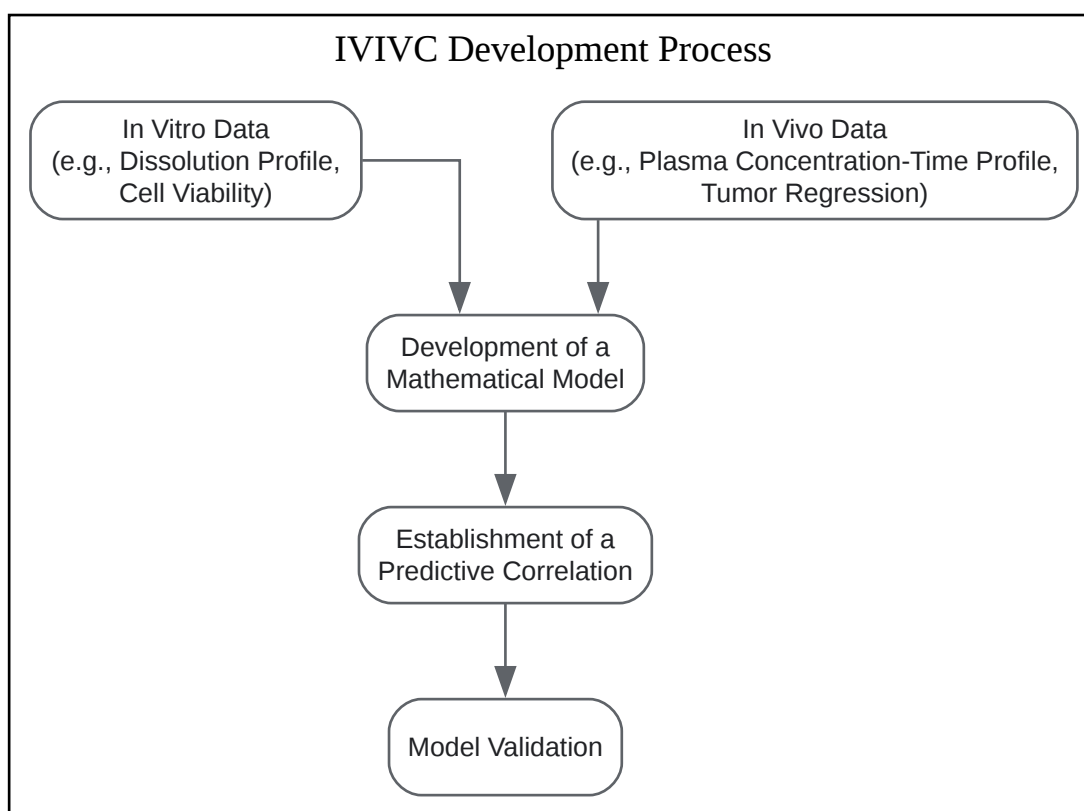 IVIVC Development Process
In Vitro Data
(e.g., Dissolution Profile,
Cell Viability)
In Vivo Data
(e.g., Plasma Concentration-Time Profile,
Tumor Regression)
Development of a
Mathematical Model
Establishment of a
Predictive Correlation
Model Validation